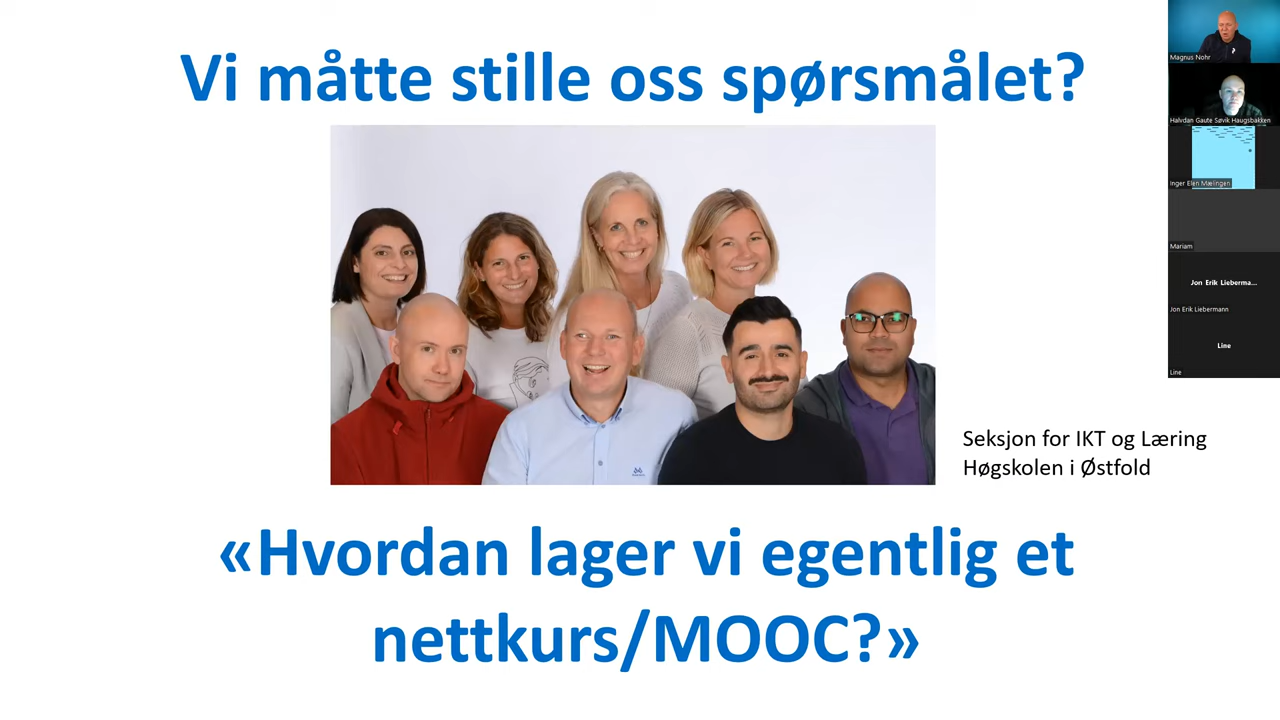 Vi måtte stille oss spørsmålet?
Seksjon for IKT og Læring
Høgskolen i Østfold
«Hvordan lager vi egentlig et
nettkurs/MOOC?»
Magnus Nohr
Halvdan Gaute Søvik Haugsbakken
Inger Elin Mælingen
Mariam
Jon Erik Lieberma...
Jon Erik Liebermann
Line
Line